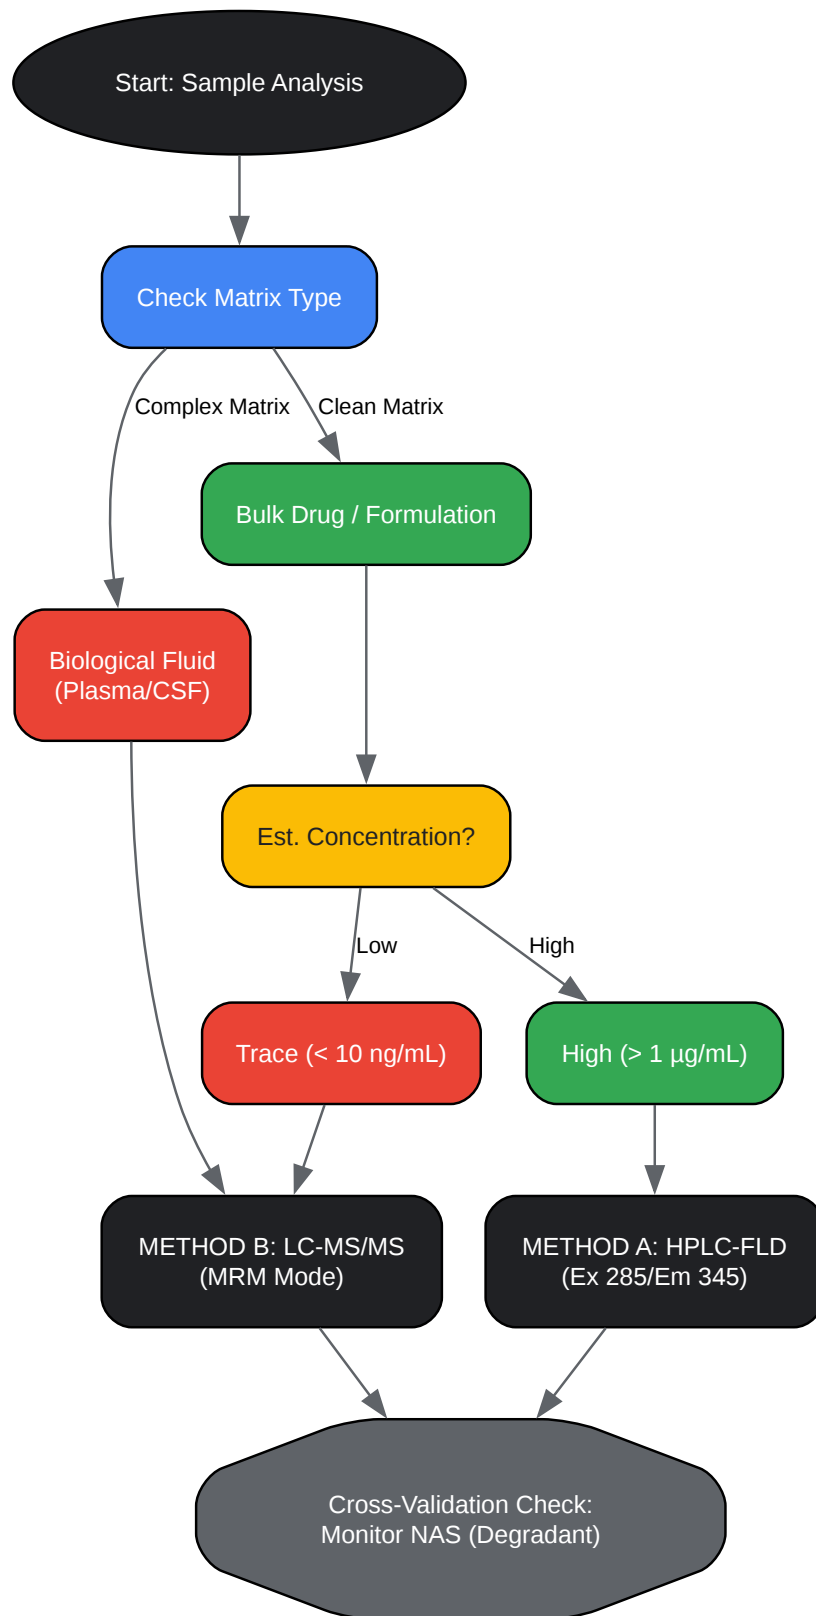 Start: Sample Analysis
Check Matrix Type
Complex Matrix
Clean Matrix
Bulk Drug / Formulation
Biological Fluid
(Plasma/CSF)
Est. Concentration?
Low
High
Trace (< 10 ng/mL)
High (> 1 µg/mL)
METHOD B: LC-MS/MS
(MRM Mode)
METHOD A: HPLC-FLD
(Ex 285/Em 345)
Cross-Validation Check:
Monitor NAS (Degradant)